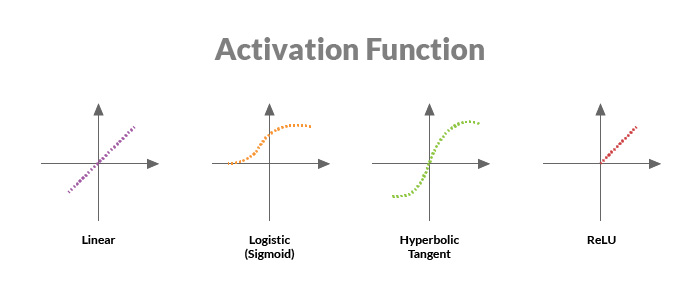 Activation Function
Linear
Logistic
(Sigmoid)
Hyperbolic
Tangent
ReLU